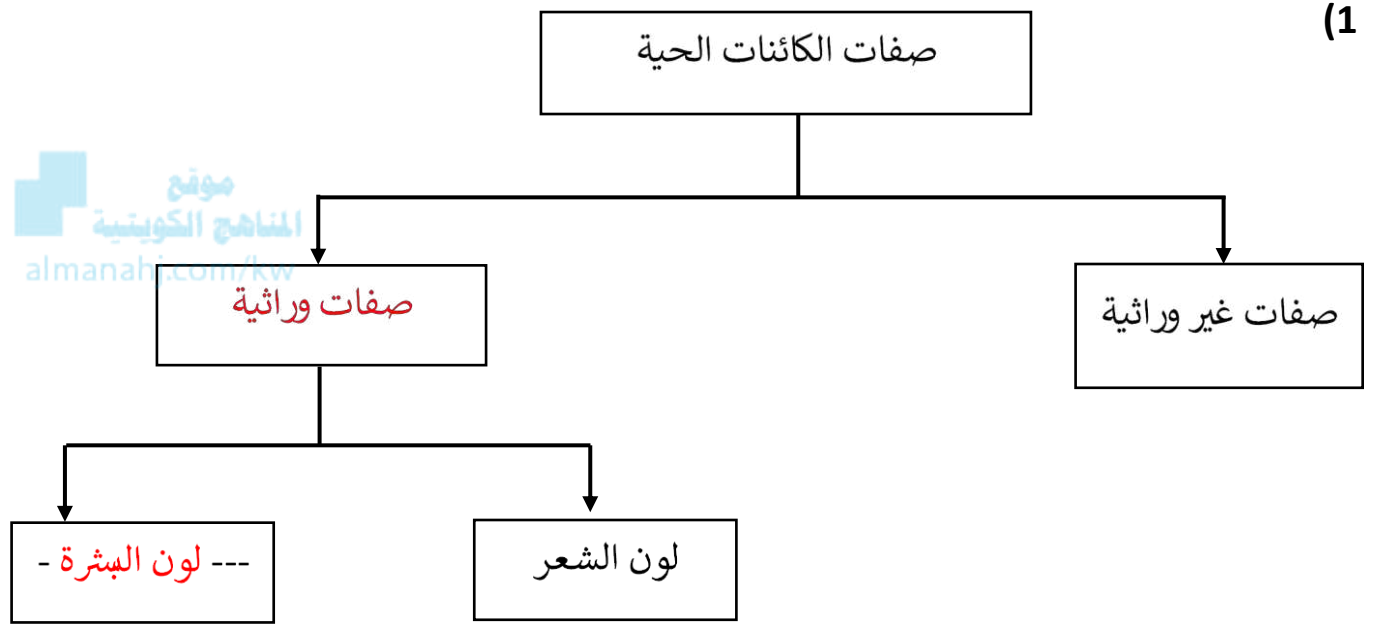 (1
صفات الكائنات الحية
موقع
المناهج الكويتية
almanahj.com/kw
صفات غير وراثية
صفات وراثية
لون الشعر
--- لون البشرة -